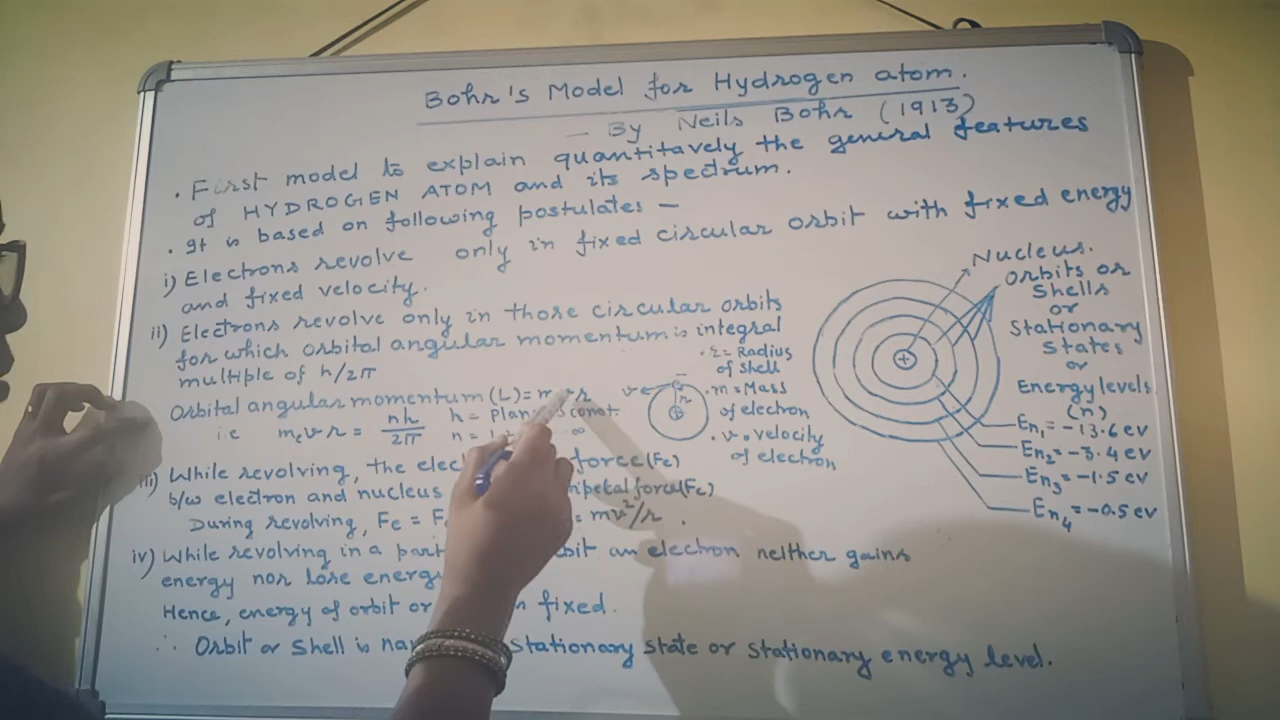 Bohr's Model for Hydrogen atom.
— By Neils Bohr (1913)
. First model to explain quantitavely the general features
of HYDROGEN ATOM and its spectrum.
. It is based on following postulates —
i) Electrons revolve only in fixed circular orbit with fixed energy
and fixed velocity.
ii) Electrons revolve only in those circular orbits
for which orbital angular momentum is integral
multiple of h/2π
Orbital angular momentum (L) = m
i.e mₑvr = nh/2π h = const.
n = ∞
iii) While revolving, the force (Fe)
b/w electron and nucleus force (Fc)
During revolving, Fe = = mv²/r .
iv) While revolving in a an electron neither gains
energy nor lose
Hence, energy of orbit or fixed.
∴ Orbit or shell is stationary state or stationary energy level.
v
r
. r = Radius
of shell
. m = Mass
of electron
. v = velocity
of electron
+
Nucleus.
orbits or
shells
or
Stationary
states
or
Energy levels
(n)
En₁ = -13.6 ev
En₂ = -3.4 ev
En₃ = -1.5 ev
En₄ = -0.5 ev